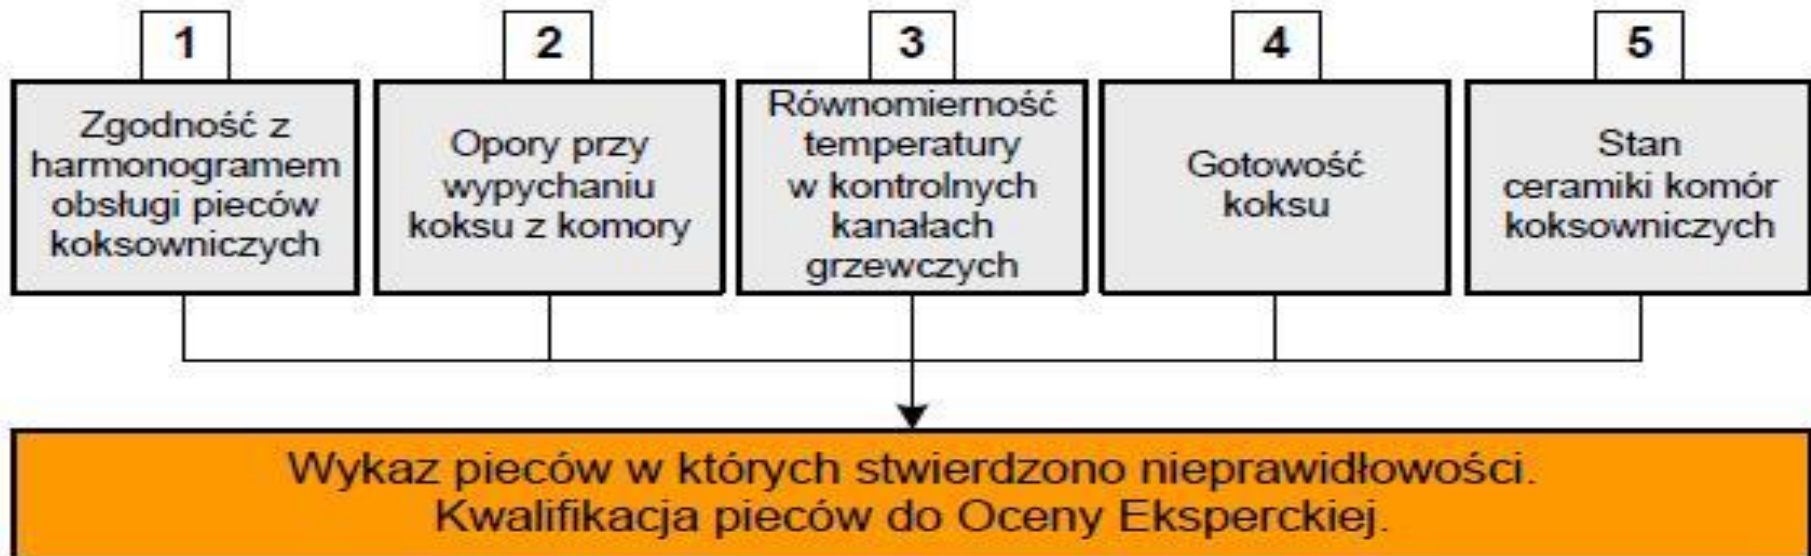 1
Zgodność z
harmonogramem
obsługi pieców
koksowniczych
2
Opory przy
wypychaniu
koksu z komory
3
Równomierność
temperatury
w kontrolnych
kanałach
grzewczych
4
Gotowość
koksu
5
Stan
ceramiki komór
koksowniczych
Wykaz pieców w których stwierdzono nieprawidłowości.
Kwalifikacja pieców do Oceny Eksperckiej.